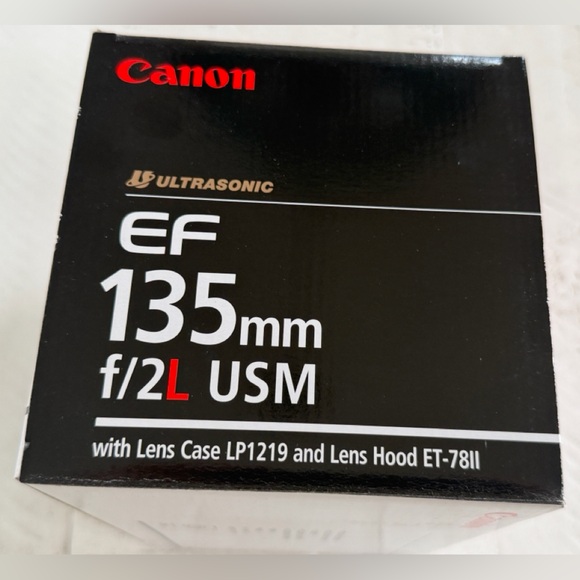 Canon
ULTRASONIC
EF
135mm
f/2L USM
with Lens Case LP1219 and Lens Hood ET-78II